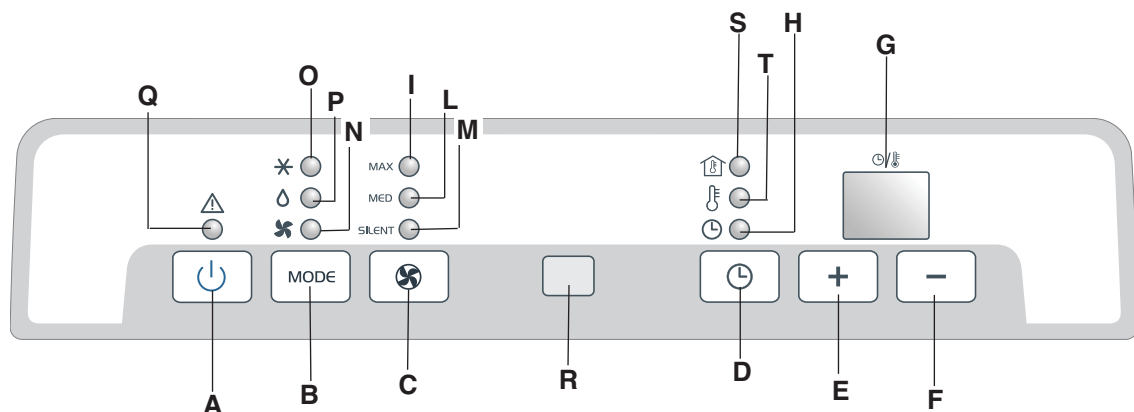 S H
T G
O I
Q P L
N M
MAX
MED
SILENT
MODE
A B C R D E F